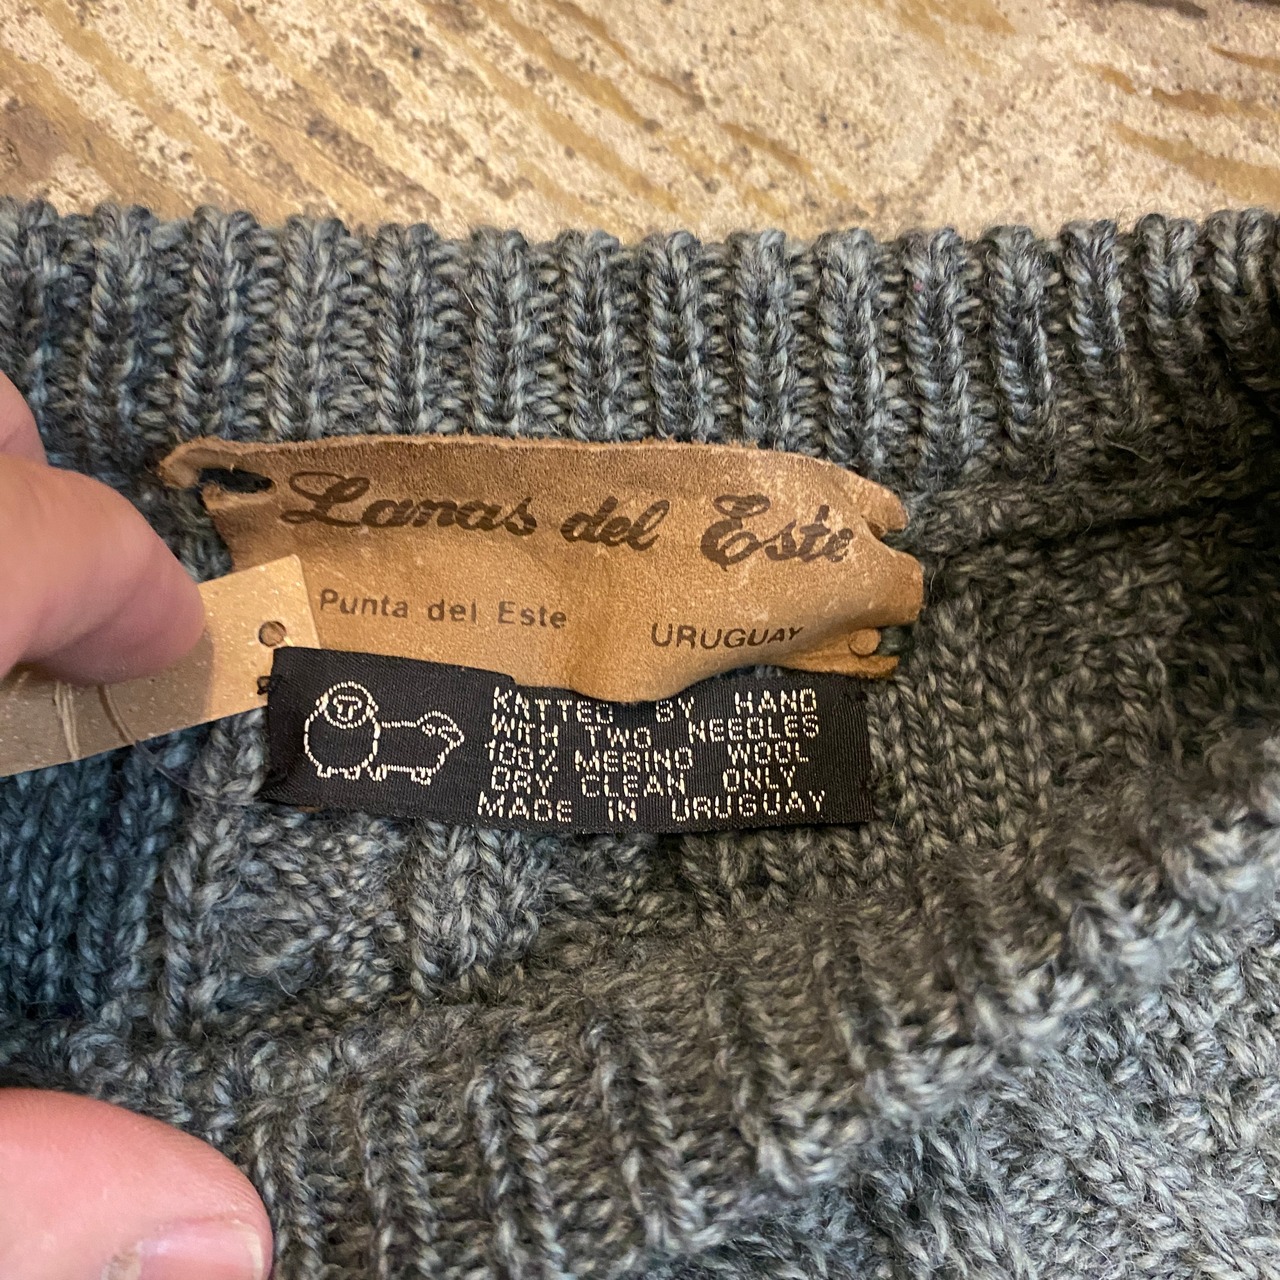 Lanas del Este
Punta del Este
URUGUAY
KNITTED BY HAND
WITH TWO NEEDLES
100% MERINO WOOL
DRY CLEAN ONLY
MADE IN URUGUAY